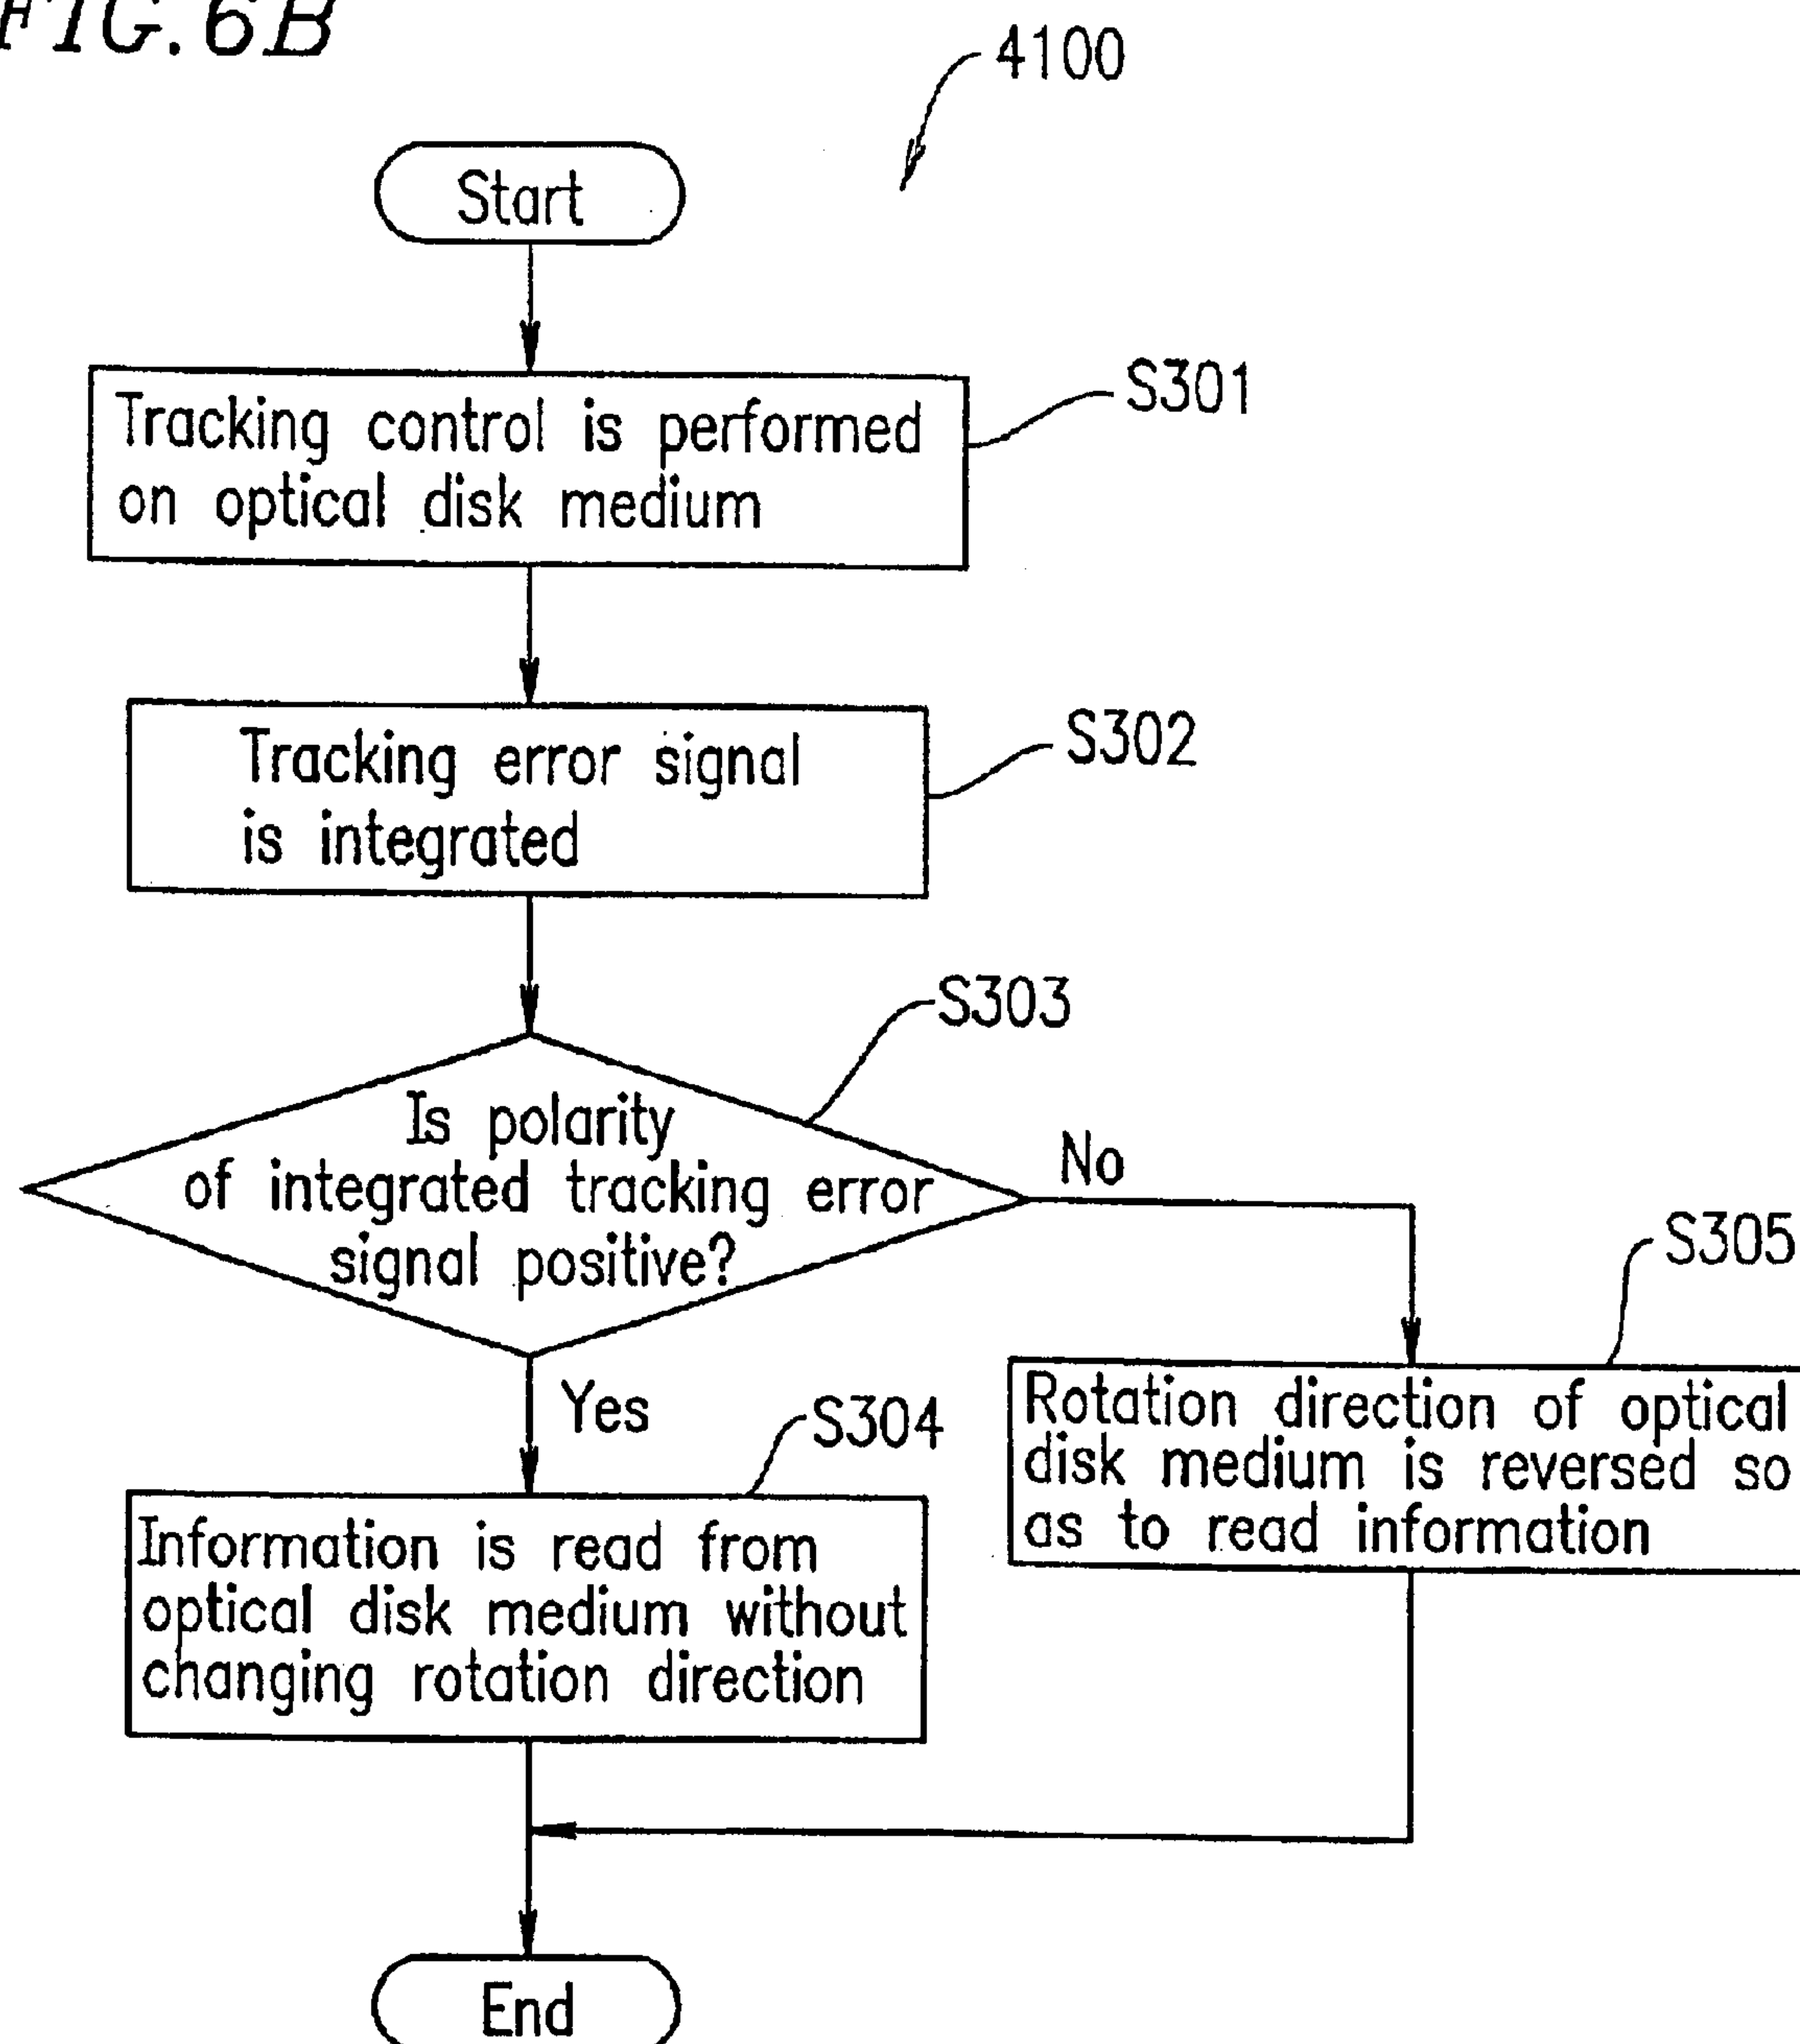 FIG. 6B
4100
Start
Tracking control is performed
on optical disk medium
S301
Tracking error signal
is integrated
S302
S303
Is polarity
of integrated tracking error
signal positive?
No
S305
Yes
S304
Rotation direction of optical
disk medium is reversed so
as to read information
Information is read from
optical disk medium without
changing rotation direction
End